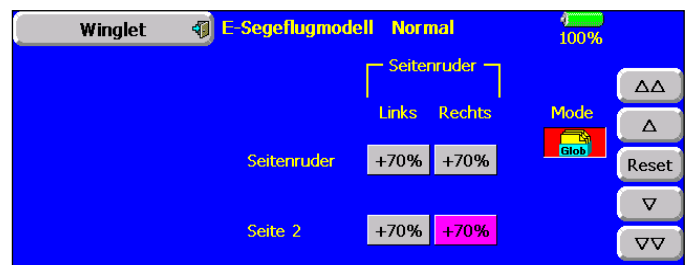 Winglet E-Segeflugmodell Normal 100%
Seitenruder
Links Rechts Mode
Glob
Seitenruder +70% +70% Reset
Seite 2 +70% +70%